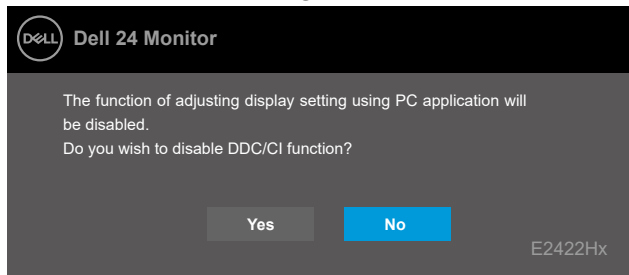 DELL Dell 24 Monitor
The function of adjusting display setting using PC application will
be disabled.
Do you wish to disable DDC/CI function?
Yes No
E2422Hx